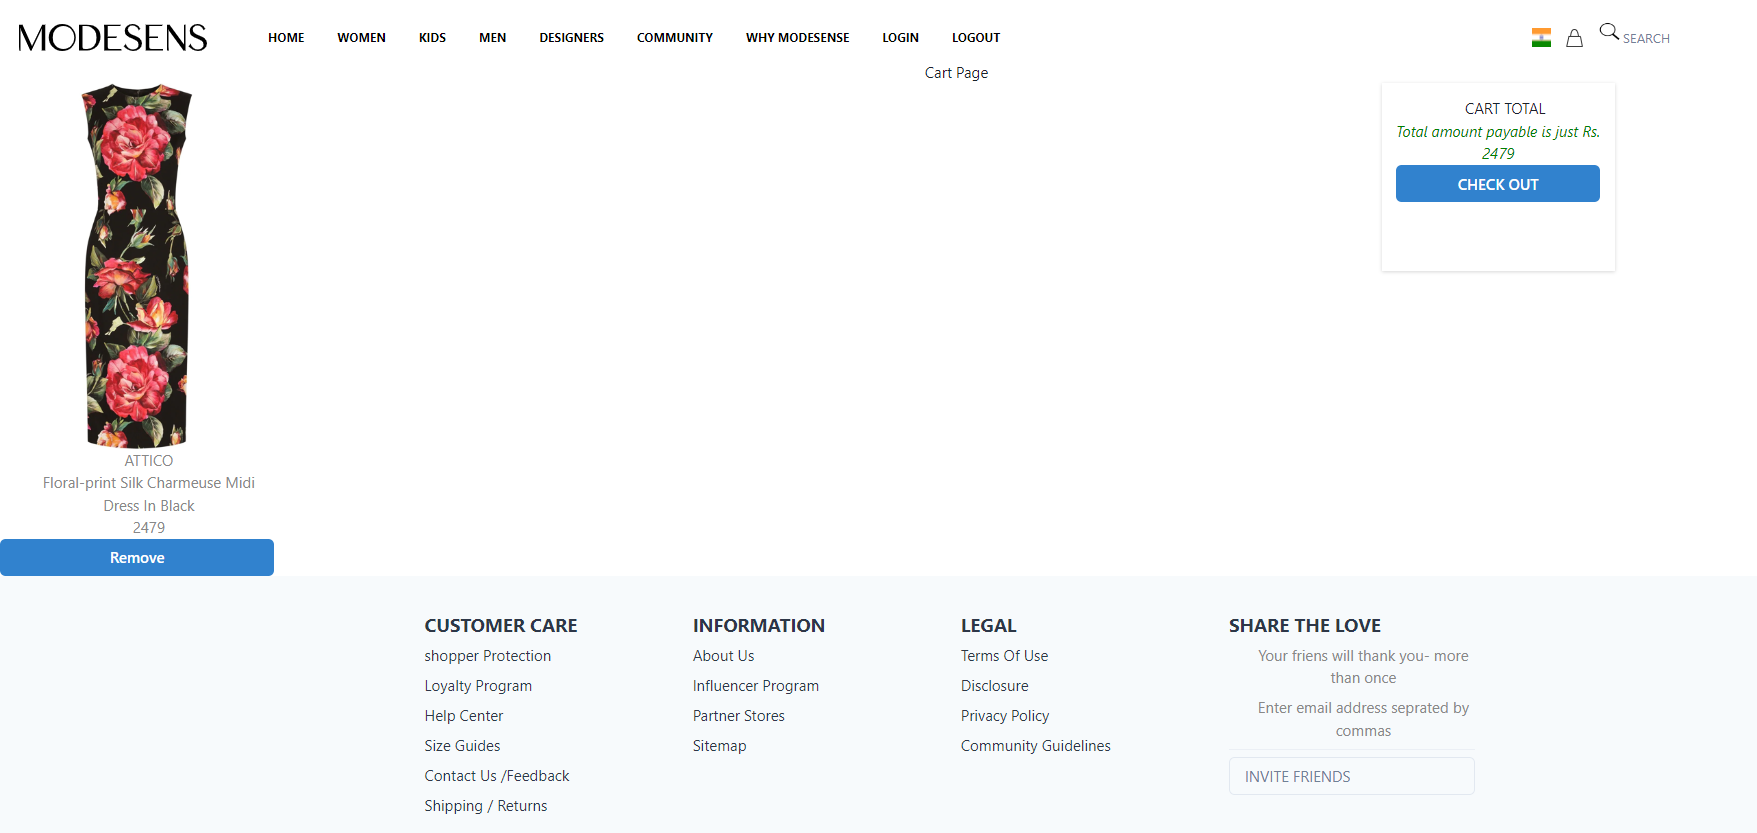 MODESENS
HOME WOMEN KIDS MEN DESIGNERS COMMUNITY WHY MODESENSE LOGIN LOGOUT
SEARCH
Cart Page
CART TOTAL
Total amount payable is just Rs.
2479
CHECK OUT
ATTICO
Floral-print Silk Charmeuse Midi
Dress In Black
2479
Remove
CUSTOMER CARE
shopper Protection
Loyalty Program
Help Center
Size Guides
Contact Us /Feedback
Shipping / Returns
INFORMATION
About Us
Influencer Program
Partner Stores
Sitemap
LEGAL
Terms Of Use
Disclosure
Privacy Policy
Community Guidelines
SHARE THE LOVE
Your friens will thank you- more
than once
Enter email address seprated by
commas
INVITE FRIENDS